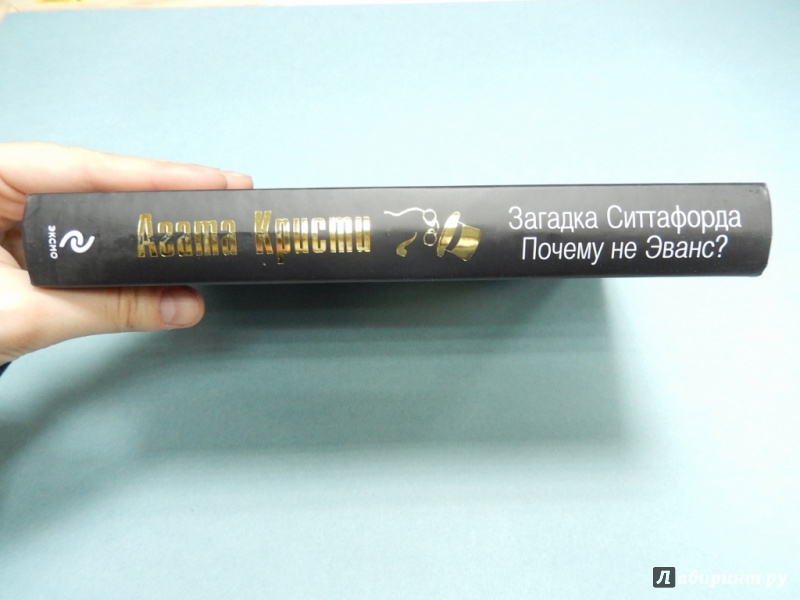 ЭКСМО
Агата Кристи
Загадка Ситтафорда
Почему не Эванс?
Лабиринт.ру